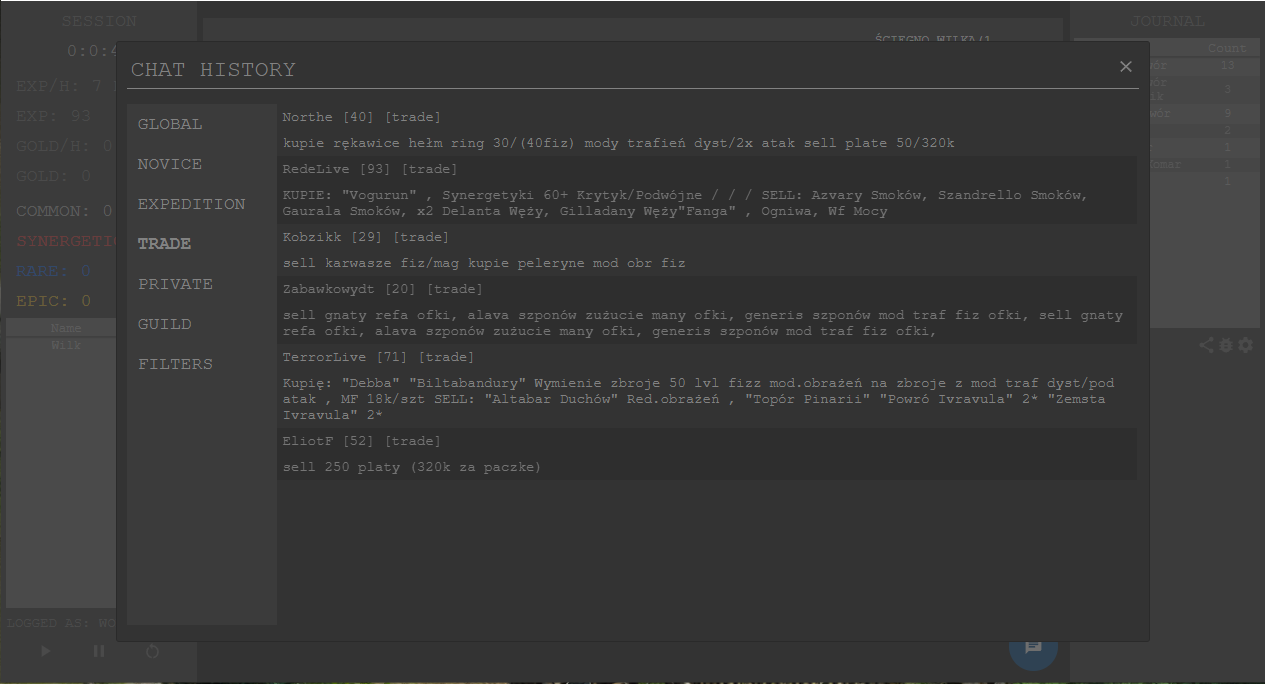 SESSION
JOURNAL
0:0:4
ŚCIĘGNO WILKA/1
Count
CHAT HISTORY
13
EXP/H: 7
3
EXP: 93
9
GOLD/H: 0
2
GOLD: 0
1
COMMON: 0
1
1
RARE: 0
EPIC: 0
Name
Wilk
GLOBAL
NOVICE
EXPEDITION
TRADE
PRIVATE
GUILD
FILTERS
Northe [40] [trade]
kupie rękawice hełm ring 30/(40fiz) mody trafień dyst/2x atak sell plate 50/320k
RedeLive [93] [trade]
KUPIE: "Vogurun" , Synergetyki 60+ Krytyk/Podwójne / / / SELL: Azvary Smoków, Szandrello Smoków,
Gaurala Smoków, x2 Delanta Węży, Gilladany Węży"Fanga" , Ogniwa, Wf Mocy
Kobzikk [29] [trade]
sell karwasze fiz/mag kupie peleryne mod obr fiz
Zabawkowydt [20] [trade]
sell gnaty refa ofki, alava szponów zużucie many ofki, generis szponów mod traf fiz ofki, sell gnaty
refa ofki, alava szponów zużucie many ofki, generis szponów mod traf fiz ofki,
TerrorLive [71] [trade]
Kupię: "Debba" "Biltabandury" Wymienie zbroje 50 lvl fizz mod.obrażeń na zbroje z mod traf dyst/pod
atak , MF 18k/szt SELL: "Altabar Duchów" Red.obrażeń , "Topór Pinarii" "Powró Ivravula" 2* "Zemsta
Ivravula" 2*
EliotF [52] [trade]
sell 250 platy (320k za paczke)
LOGGED AS: WO